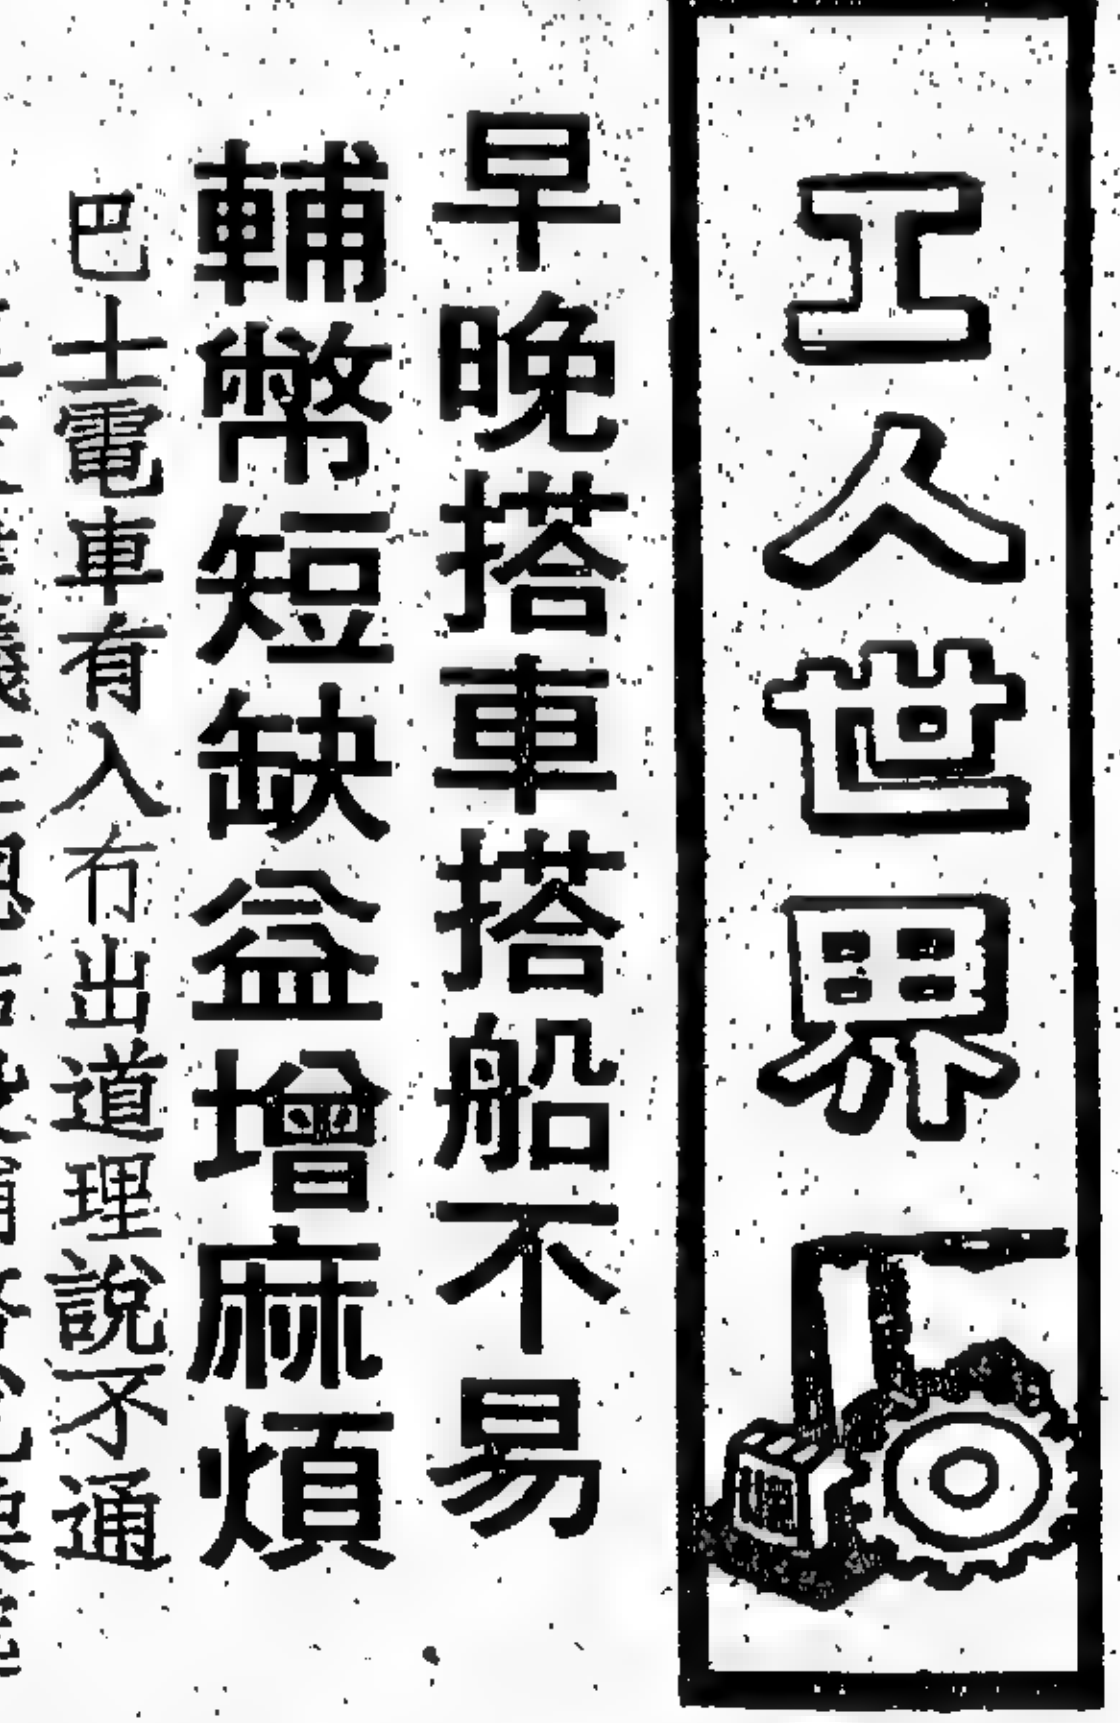 工人世界
早晚搭車搭船不易
輔幣短缺益增麻煩
巴士電車有入冇出道理說不通